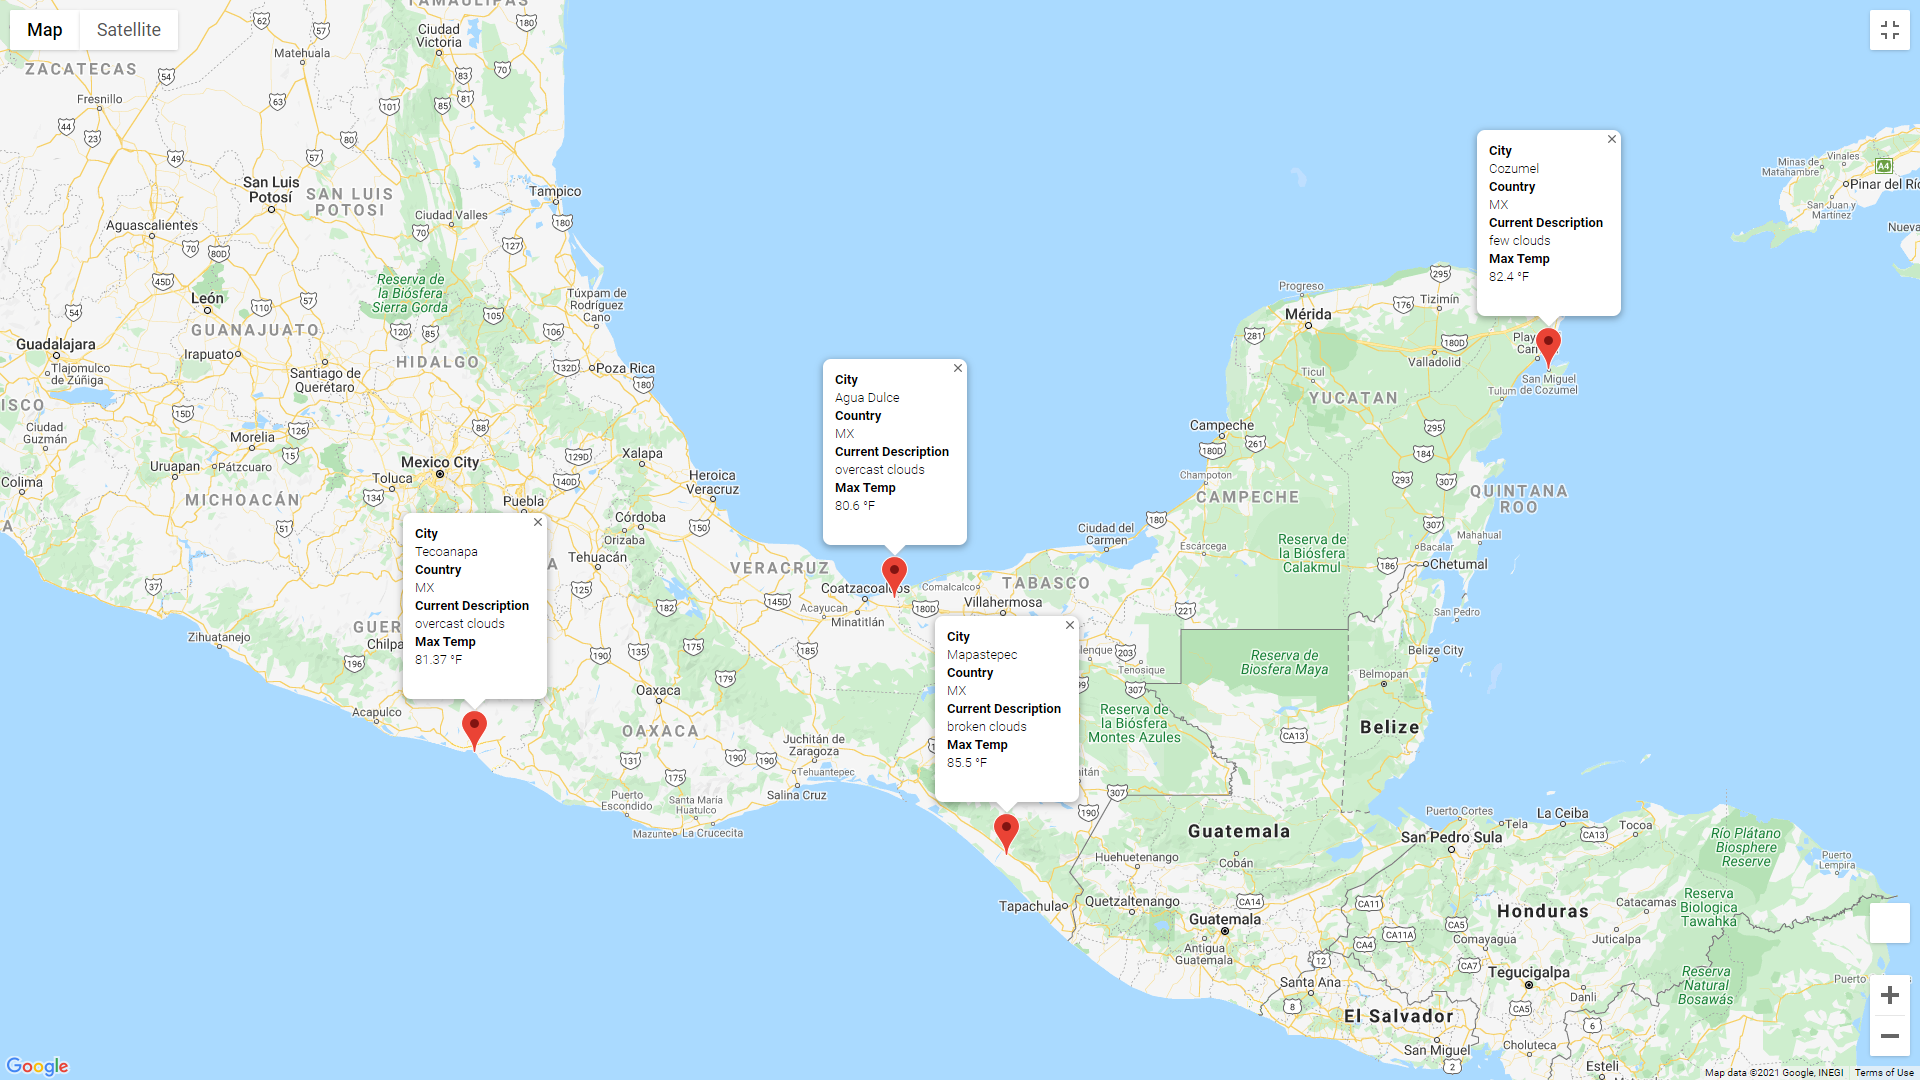 Map
Satellite
TAMAULIPAS
Ciudad
Victoria
Matehuala
ZACATECAS
Fresnillo
San Luis
Potosí
SAN LUIS
POTOSI
Tampico
Ciudad Valles
Aguascalientes
Reserva de
la Biósfera
Sierra Gorda
León
GUANAJUATO
Túxpam de
Rodríguez
Cano
Guadalajara
Irapuato
HIDALGO
Tlajomulco
de Zúñiga
Santiago de
Querétaro
Poza Rica
Ciudad
Guzmán
Morelia
Mexico City
Xalapa
Uruapan
Pátzcuaro
Toluca
Colima
MICHOACÁN
Puebla
Heroica
Veracruz
Córdoba
Orizaba
Tehuacán
VERACRUZ
City
Tecoanapa
Country
MX
Current Description
overcast clouds
Max Temp
81.37 °F
Zihuatanejo
Acapulco
Oaxaca
OAXACA
Juchitán de
Zaragoza
Tehuantepec
Salina Cruz
Puerto
Escondido
Santa María
Huatulco
Mazunte
La Crucecita
City
Agua Dulce
Country
MX
Current Description
overcast clouds
Max Temp
80.6 °F
Coatzacoalcos
Acayucan
Minatitlán
Comalcalco
TABASCO
Villahermosa
Ciudad del
Carmen
City
Mapastepec
Country
MX
Current Description
broken clouds
Max Temp
85.5 °F
Tenosique
Reserva de
la Biósfera
Montes Azules
Tapachula
City
Cozumel
Country
MX
Current Description
few clouds
Max Temp
82.4 °F
Progreso
Mérida
Tizimín
Valladolid
Ticul
YUCATAN
Tulum
San Miguel
de Cozumel
Campeche
Champoton
CAMPECHE
QUINTANA
ROO
Escárcega
Reserva de
la Biósfera
Calakmul
Mahahual
Bacalar
Chetumal
San Pedro
Reserva de
Biosfera Maya
Belize City
Belmopan
Belize
Minas de
Matahambre
Vinales
Pinar del Río
San Juan y
Martinez
Nueva
Guatemala
Huehuetenango
Cobán
Quetzaltenango
Guatemala
Antigua
Guatemala
Puerto Cortes
Tela
La Ceiba
San Pedro Sula
Tocoa
Río Plátano
Biosphere
Reserve
Puerto
Lempira
Honduras
Catacamas
Reserva
Biologica
Tawahka
Comayagua
Juticalpa
Tegucigalpa
Danli
Reserva
Natural
Bosawás
Puerto
Santa Ana
El Salvador
San Miguel
Choluteca
Esteli
Google
Map data ©2021 Google, INEGI
Terms of Use